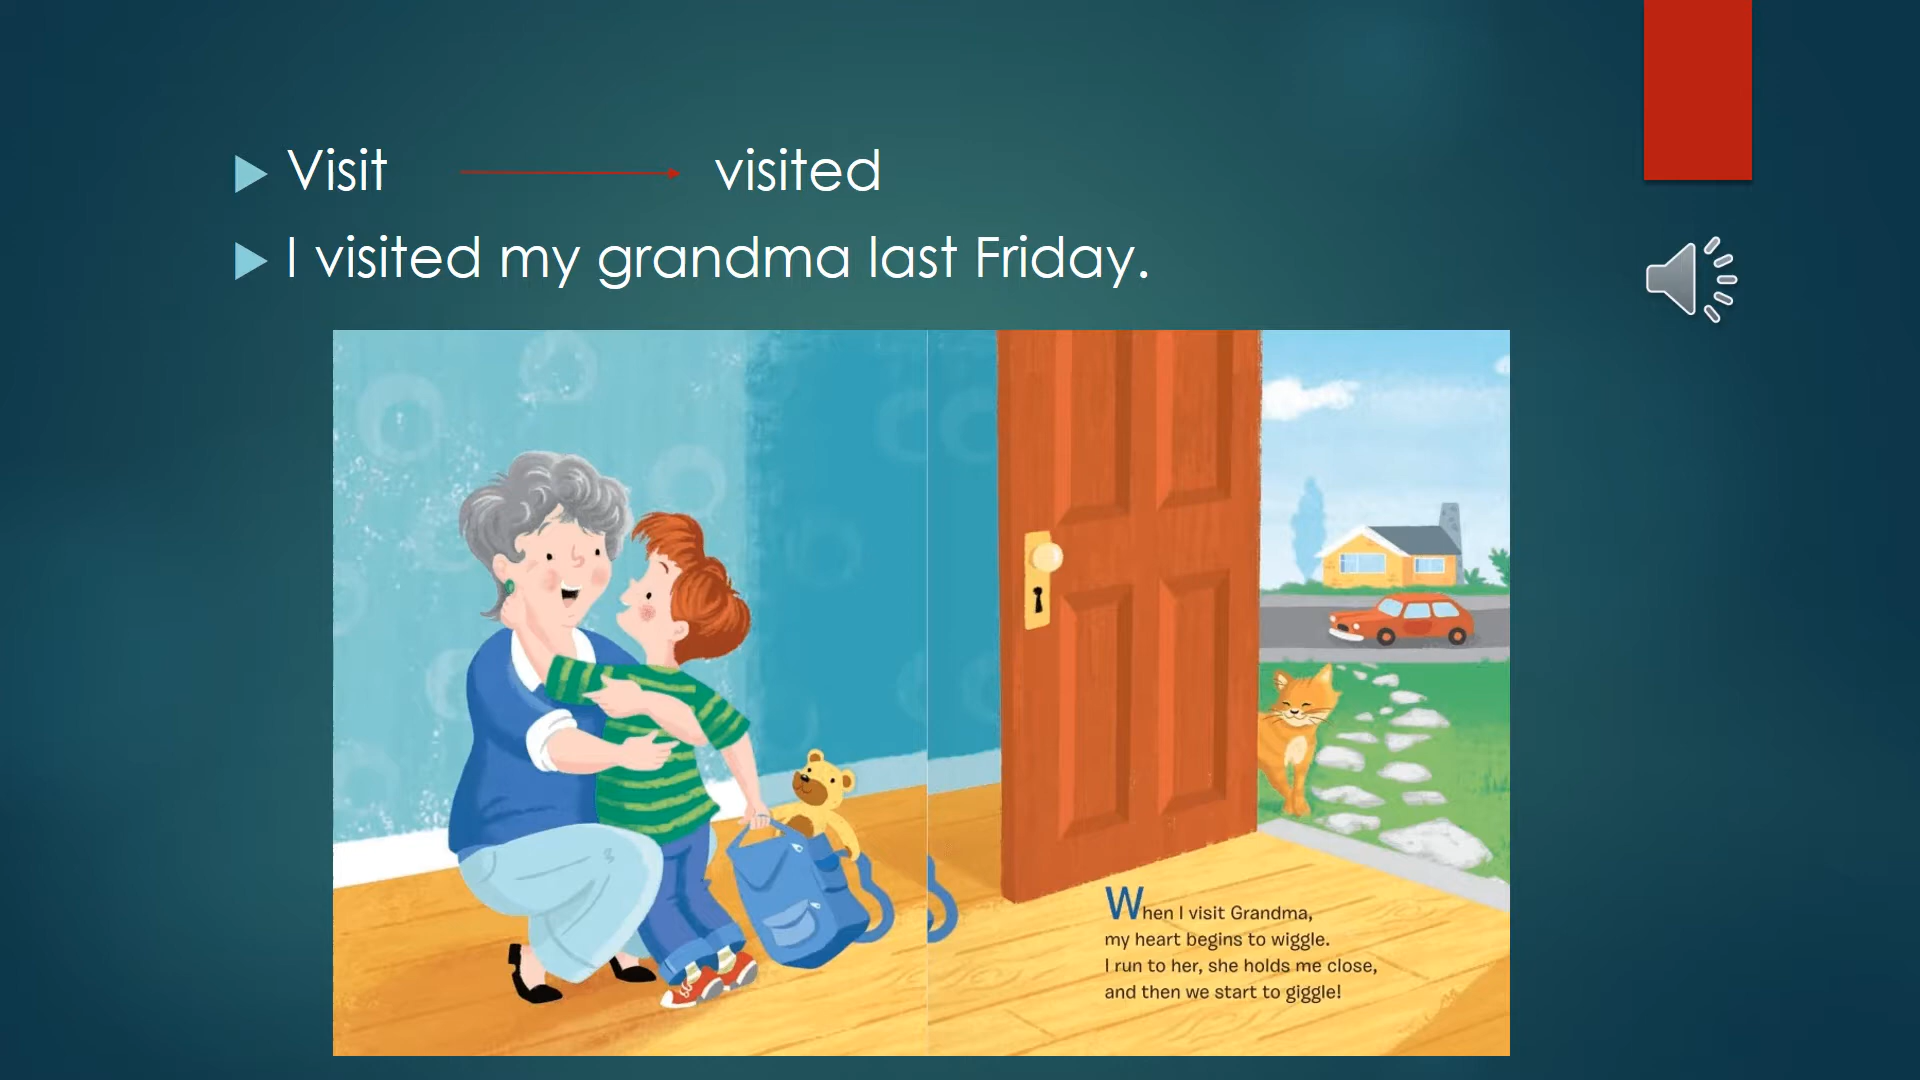 Visit visited
I visited my grandma last Friday.
When I visit Grandma,
my heart begins to wiggle.
I run to her, she holds me close,
and then we start to giggle!